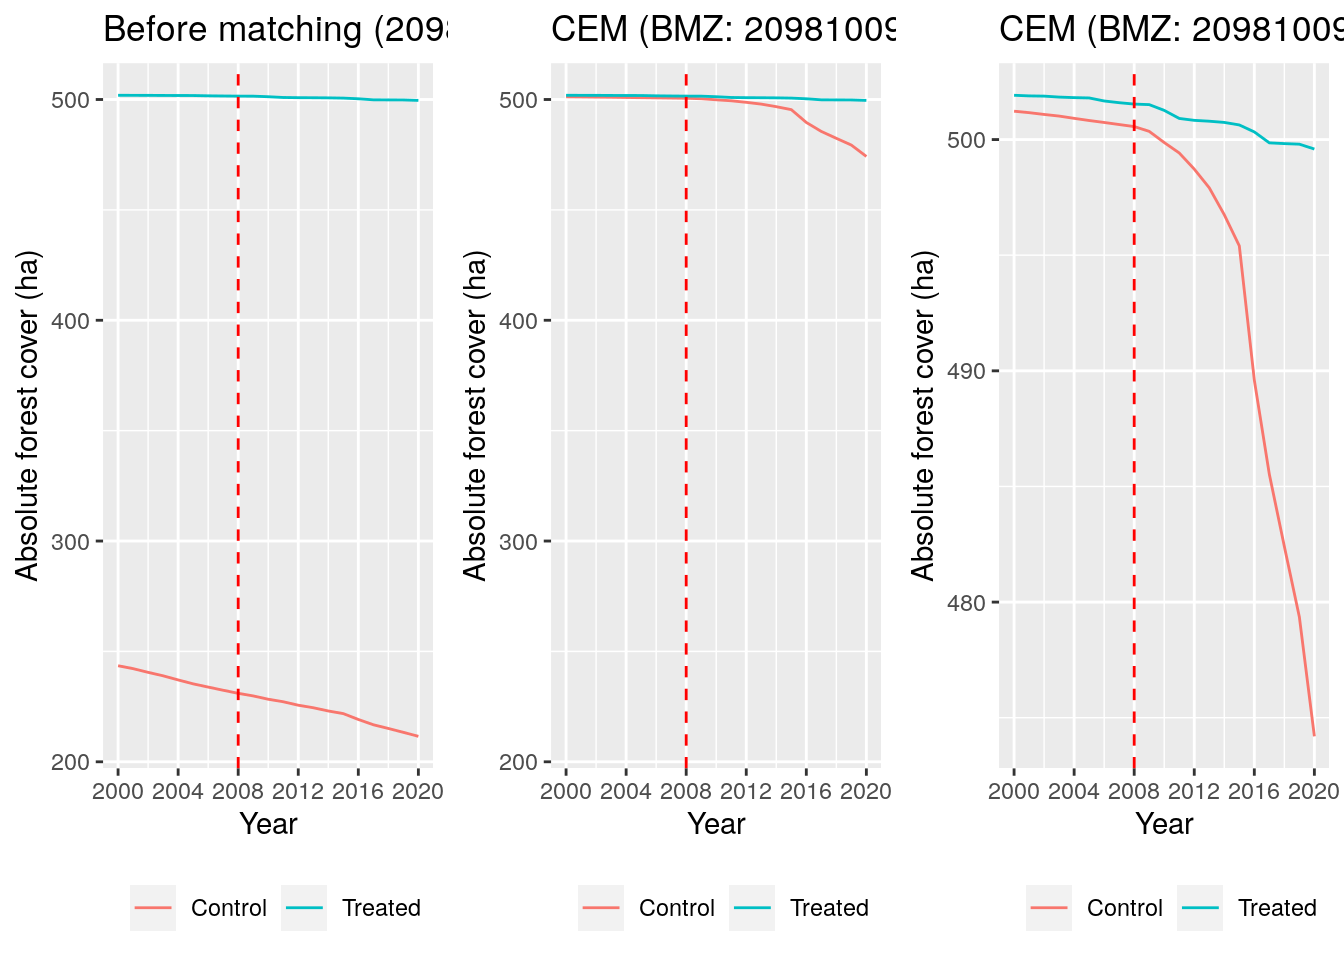 Before matching (209
CEM (BMZ: 20981009
CEM (BMZ: 20981009
Absolute forest cover (ha)
500
400
300
200
2000 2004 2008 2012 2016 2020
Year
Control Treated
Absolute forest cover (ha)
500
400
300
200
2000 2004 2008 2012 2016 2020
Year
Control Treated
Absolute forest cover (ha)
500
490
480
2000 2004 2008 2012 2016 2020
Year
Control Treated